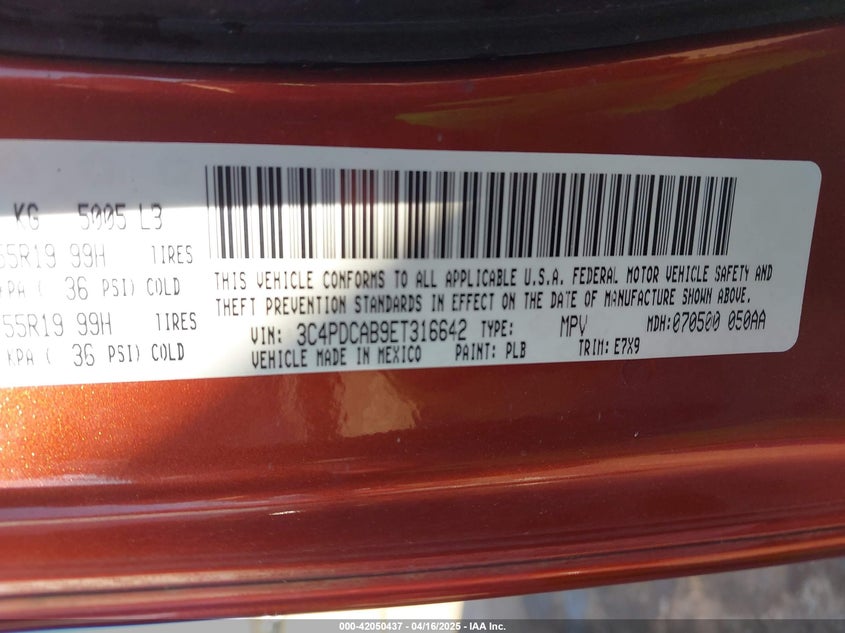 KG 5005 LB
55R19 99H TIRES
KPA ( 36 PSI) COLD
55R19 99H TIRES
KPA ( 36 PSI) COLD
THIS VEHICLE CONFORMS TO ALL APPLICABLE U.S.A. FEDERAL MOTOR VEHICLE SAFETY AND
THEFT PREVENTION STANDARDS IN EFFECT ON THE DATE OF MANUFACTURE SHOWN ABOVE.
VIN: 3C4PDCAB9ET316642 TYPE: MPV MDH:070500 050AA
VEHICLE MADE IN MEXICO PAINT: PLB TRIM: E7X9
000-42050437 - 04/16/2025 - IAA Inc.